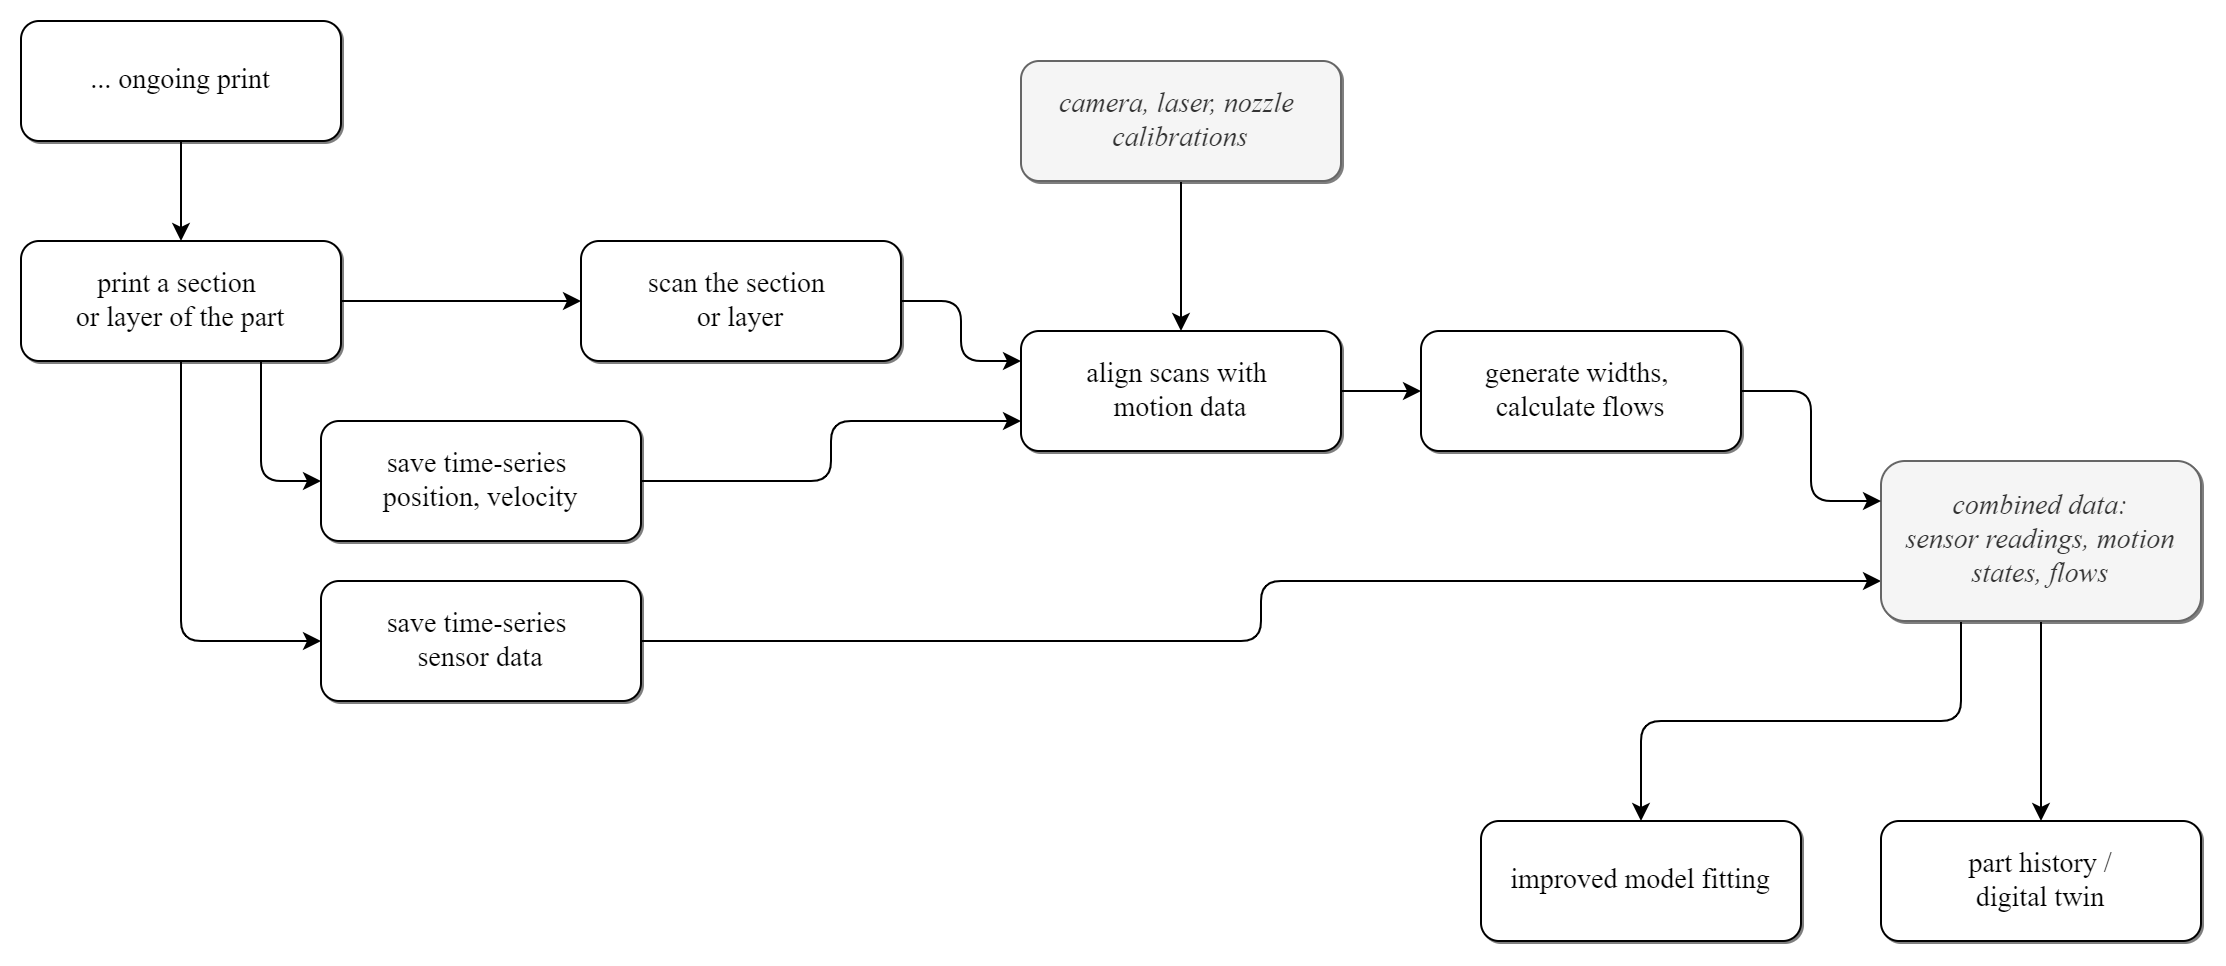 ... ongoing print
camera, laser, nozzle
calibrations
print a section
or layer of the part
scan the section
or layer
align scans with
motion data
generate widths,
calculate flows
save time-series
position, velocity
combined data:
sensor readings, motion
states, flows
save time-series
sensor data
improved model fitting
part history /
digital twin